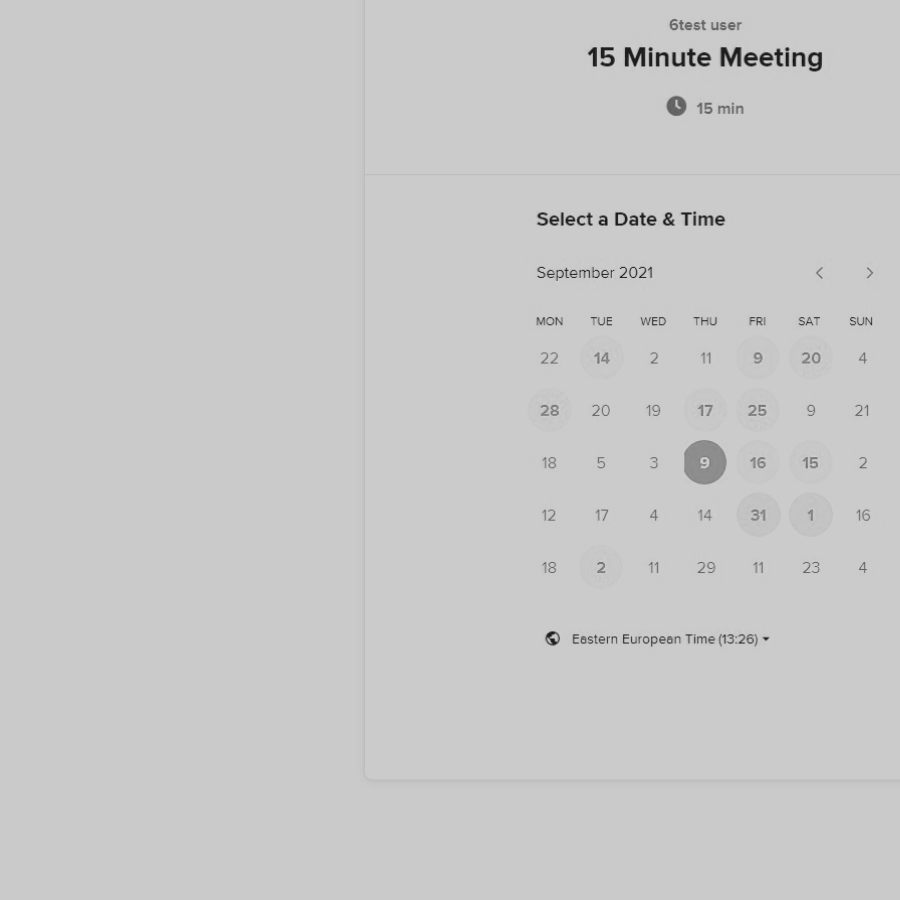 6test user
15 Minute Meeting
15 min
Select a Date & Time
September 2021
MON TUE WED THU FRI SAT SUN
22 14 2 11 9 20 4
28 20 19 17 25 9 21
18 5 3 9 16 15 2
12 17 4 14 31 1 16
18 2 11 29 11 23 4
Eastern European Time (13:26)